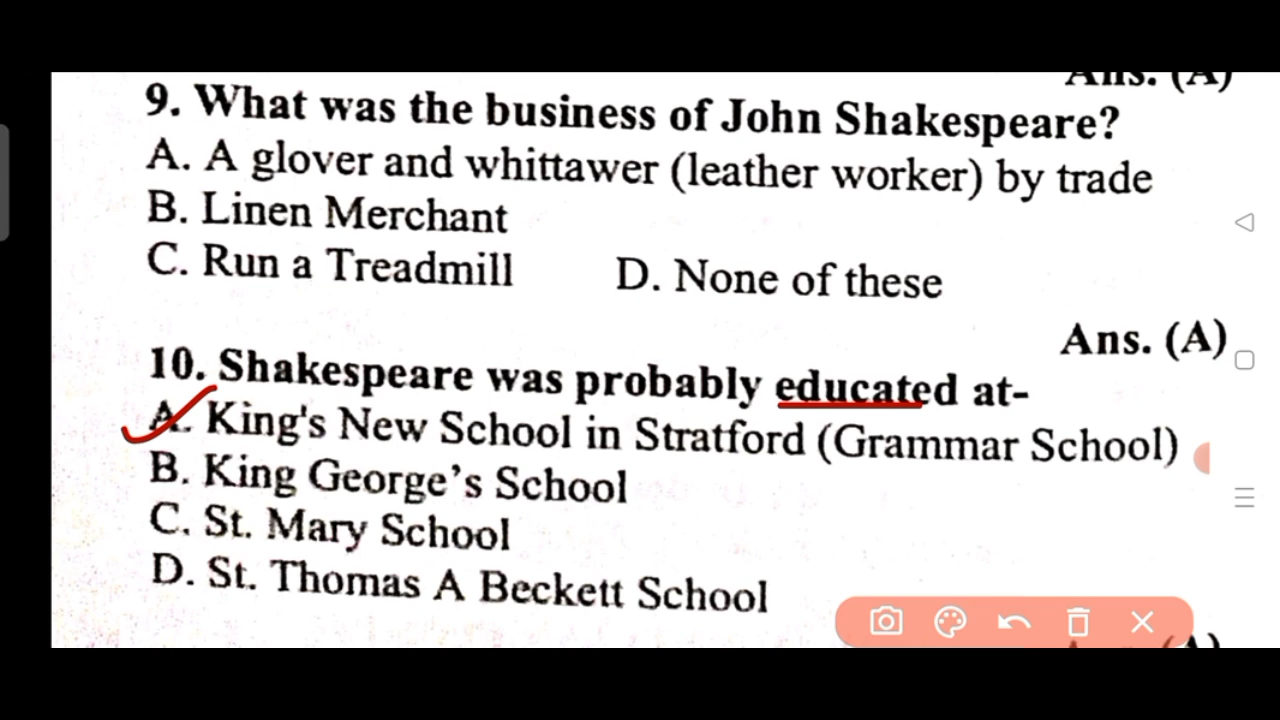 Ans. (A)
9. What was the business of John Shakespeare?
A. A glover and whittawer (leather worker) by trade
B. Linen Merchant
C. Run a Treadmill D. None of these
Ans. (A)
10. Shakespeare was probably educated at-
A. King's New School in Stratford (Grammar School)
B. King George's School
C. St. Mary School
D. St. Thomas A Beckett School